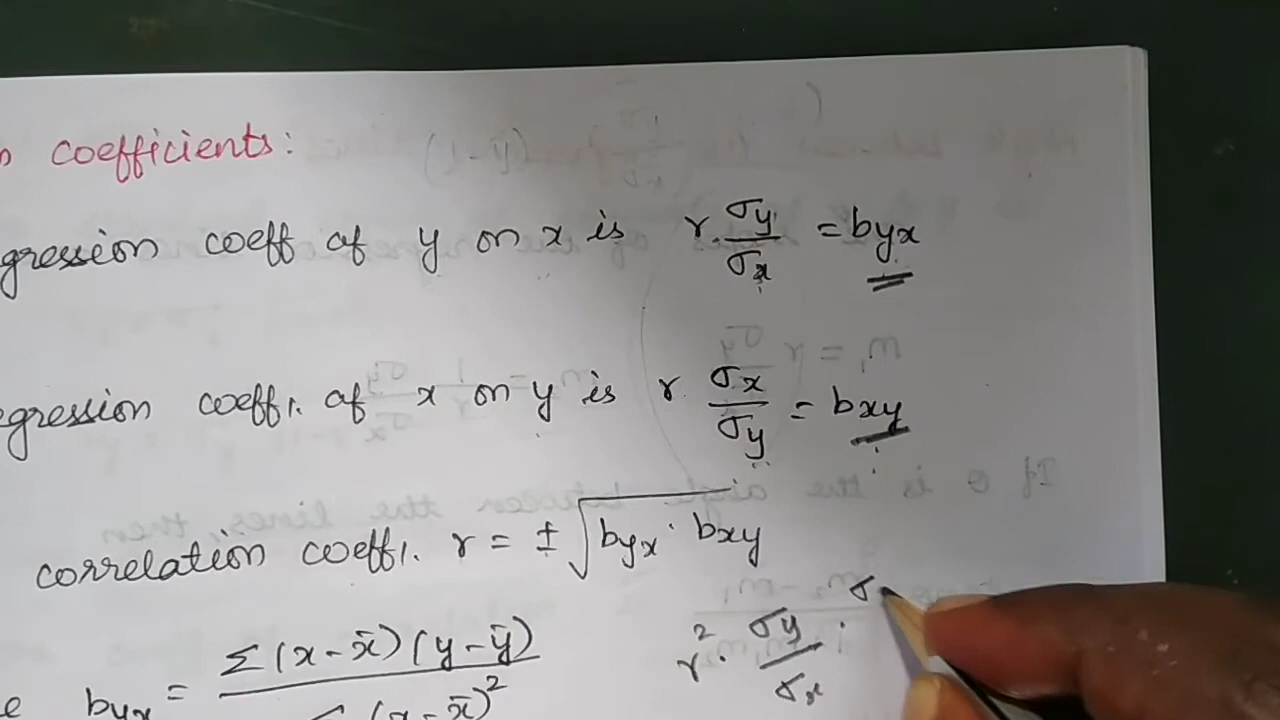 coefficients:
gression coeff of y on x is r. σy/σx = byx
egression coeff. of x on y is r σx/σy = bxy
correlation coeff. r = ± √byx · bxy
byx = Σ(x-x̄)(y-ȳ)/Σ(x-x̄)²
r². σy/σx · σ